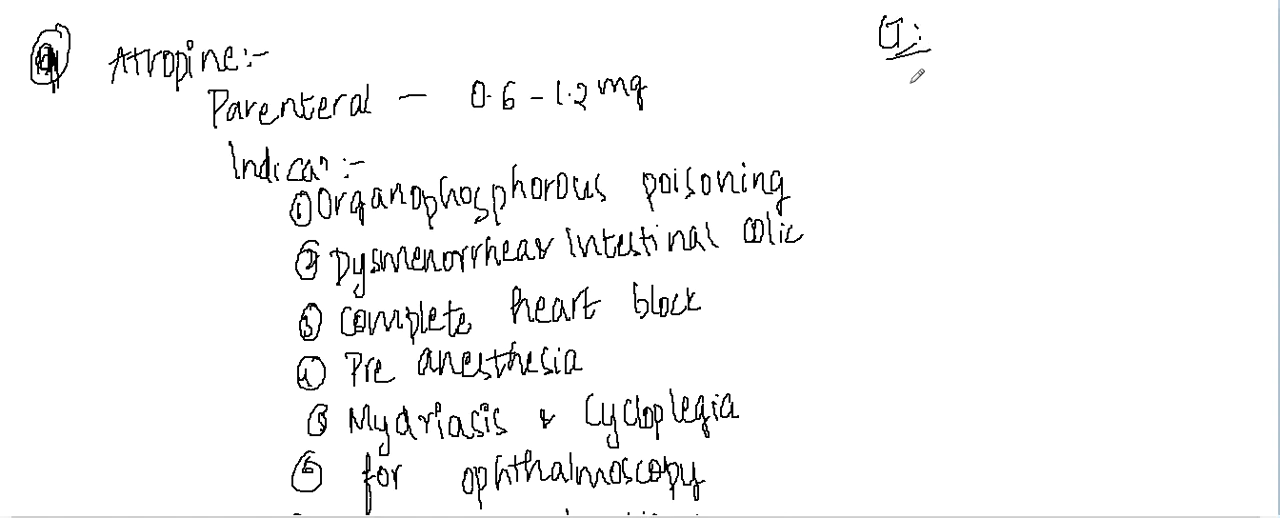 Atropine:-
Parenteral - 0.6 - 1.2 mg
Indicaⁿ :-
① Organophosphorous poisoning
② Dysmenorrhea & Intestinal colic
③ Complete heart block
④ Pre anesthesia
⑤ Mydriasis & Cycloplegia
⑥ for ophthalmoscopy